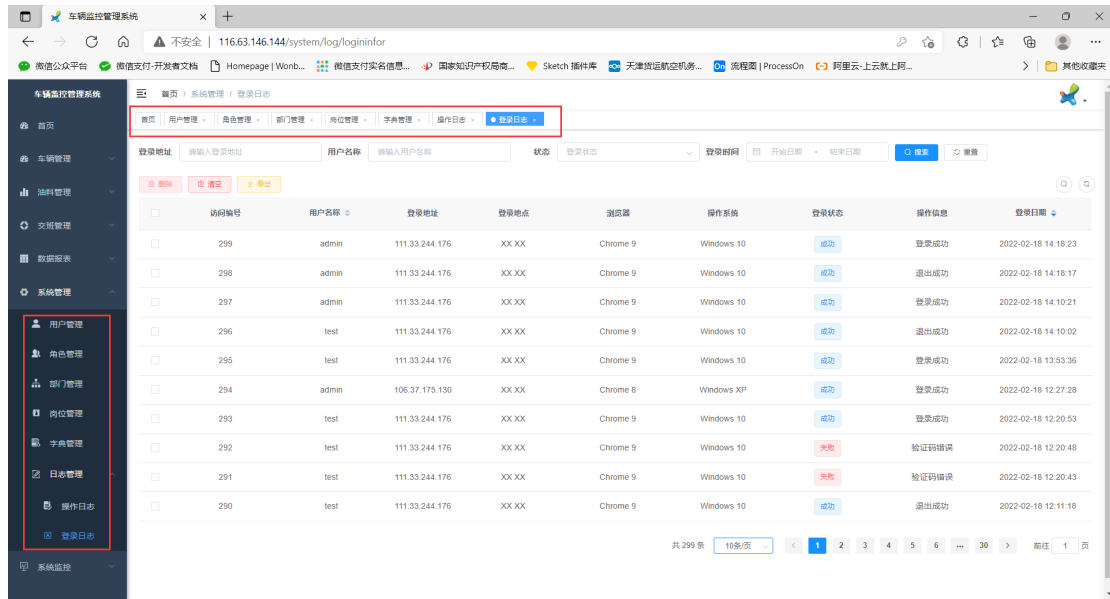 车辆监控管理系统
不安全 | 116.63.146.144/system/log/logininfor
微信公众平台 微信支付-开发者文档 Homepage | Wonb... 微信支付实名信息... 国家知识产权局商... Sketch 插件库 天津货运航空机务... On 流程图 | ProcessOn 阿里云-上云就上阿... 其他收藏夹
车辆监控管理系统 首页 / 系统管理 / 登录日志
首页 用户管理 × 角色管理 × 部门管理 × 岗位管理 × 字典管理 × 操作日志 × 登录日志 ×
首页
车辆管理
油料管理
交班管理
数据报表
系统管理
用户管理
角色管理
部门管理
岗位管理
字典管理
日志管理
操作日志
登录日志
系统监控
登录地址 请输入登录地址 用户名称 请输入用户名称 状态 登录状态 登录时间 开始日期 - 结束日期 搜索 重置
删除 清空 导出
访问编号 用户名称 登录地址 登录地点 浏览器 操作系统 登录状态 操作信息 登录日期
299 admin 111.33.244.176 XX XX Chrome 9 Windows 10 成功 登录成功 2022-02-18 14:18:23
298 admin 111.33.244.176 XX XX Chrome 9 Windows 10 成功 退出成功 2022-02-18 14:18:17
297 admin 111.33.244.176 XX XX Chrome 9 Windows 10 成功 登录成功 2022-02-18 14:10:21
296 test 111.33.244.176 XX XX Chrome 9 Windows 10 成功 退出成功 2022-02-18 14:10:02
295 test 111.33.244.176 XX XX Chrome 9 Windows 10 成功 登录成功 2022-02-18 13:53:36
294 admin 106.37.175.130 XX XX Chrome 8 Windows XP 成功 登录成功 2022-02-18 12:27:28
293 test 111.33.244.176 XX XX Chrome 9 Windows 10 成功 登录成功 2022-02-18 12:20:53
292 test 111.33.244.176 XX XX Chrome 9 Windows 10 失败 验证码错误 2022-02-18 12:20:48
291 test 111.33.244.176 XX XX Chrome 9 Windows 10 失败 验证码错误 2022-02-18 12:20:43
290 test 111.33.244.176 XX XX Chrome 9 Windows 10 成功 退出成功 2022-02-18 12:11:18
共 299 条 10条/页 < 1 2 3 4 5 6 ... 30 > 前往 1 页